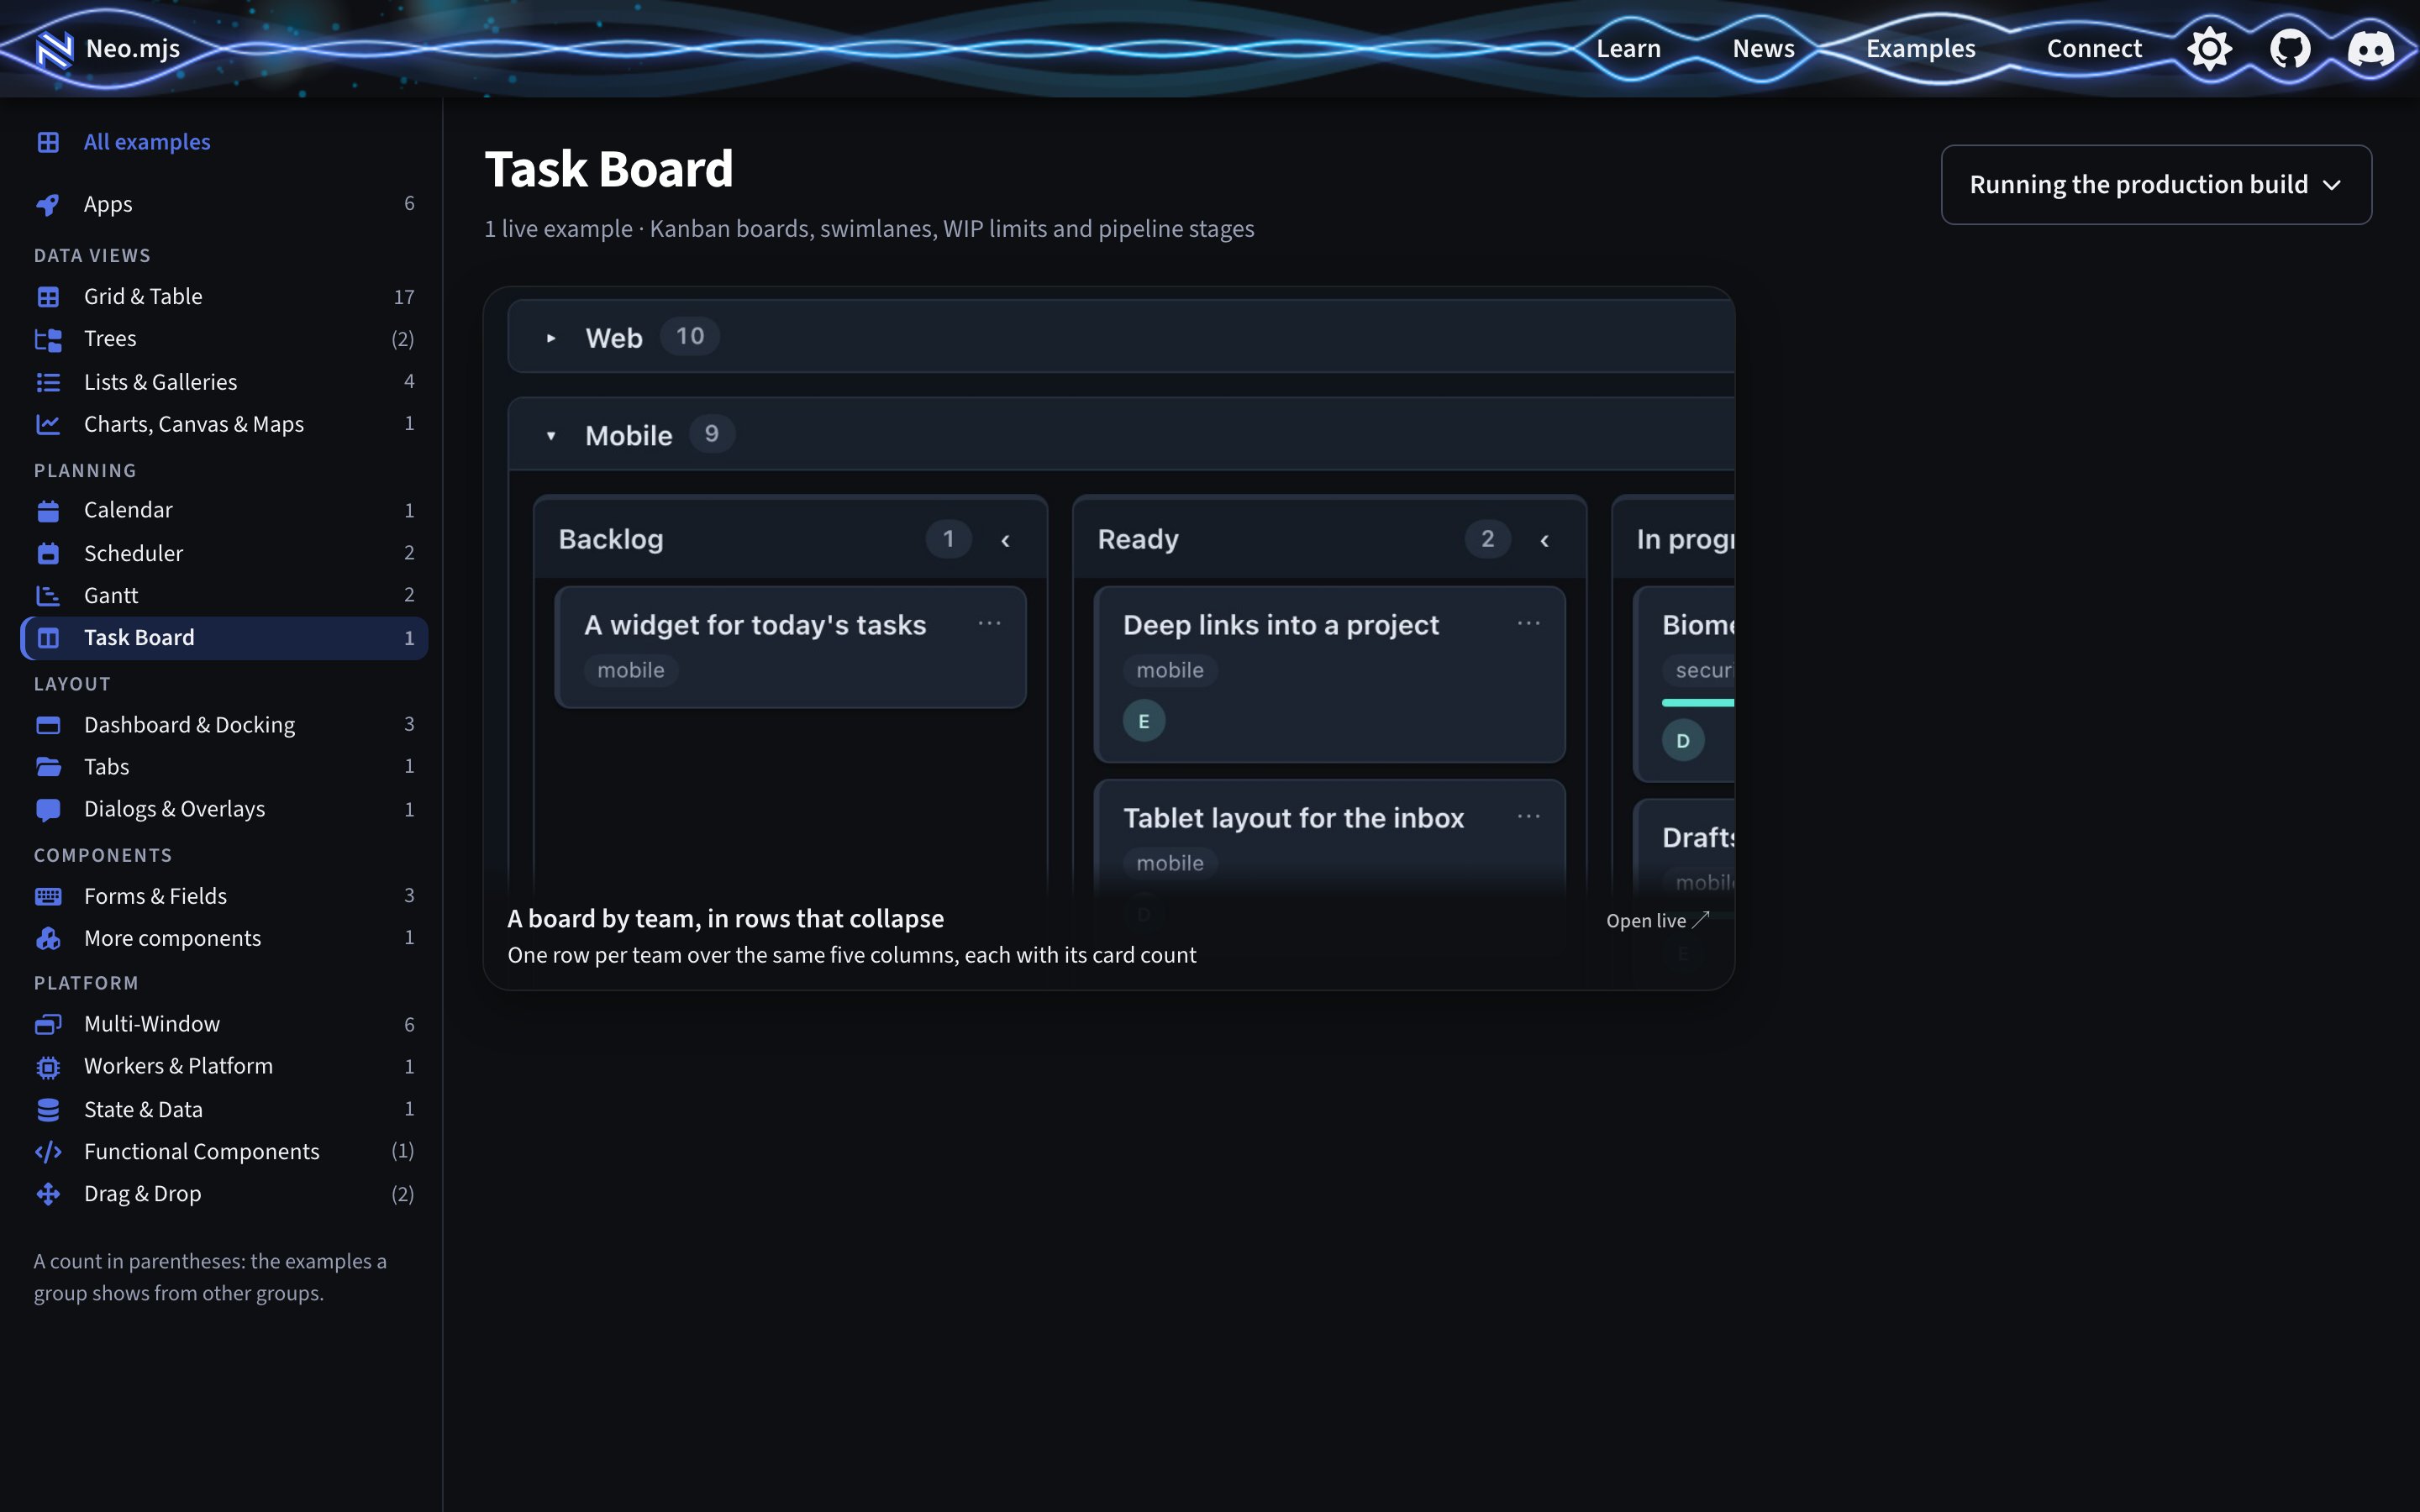 Neo.mjs
Learn
News
Examples
Connect
All examples
Apps 6
DATA VIEWS
Grid & Table 17
Trees (2)
Lists & Galleries 4
Charts, Canvas & Maps 1
PLANNING
Calendar 1
Scheduler 2
Gantt 2
Task Board 1
LAYOUT
Dashboard & Docking 3
Tabs 1
Dialogs & Overlays 1
COMPONENTS
Forms & Fields 3
More components 1
PLATFORM
Multi-Window 6
Workers & Platform 1
State & Data 1
Functional Components (1)
Drag & Drop (2)
A count in parentheses: the examples a
group shows from other groups.
Task Board
1 live example · Kanban boards, swimlanes, WIP limits and pipeline stages
Running the production build
Web 10
Mobile 9
Backlog 1
A widget for today's tasks ...
mobile
Ready 2
Deep links into a project ...
mobile
E
Tablet layout for the inbox ...
mobile
D
In progr
Biome
secur
D
Drafts
mobil
E
A board by team, in rows that collapse
Open live
One row per team over the same five columns, each with its card count